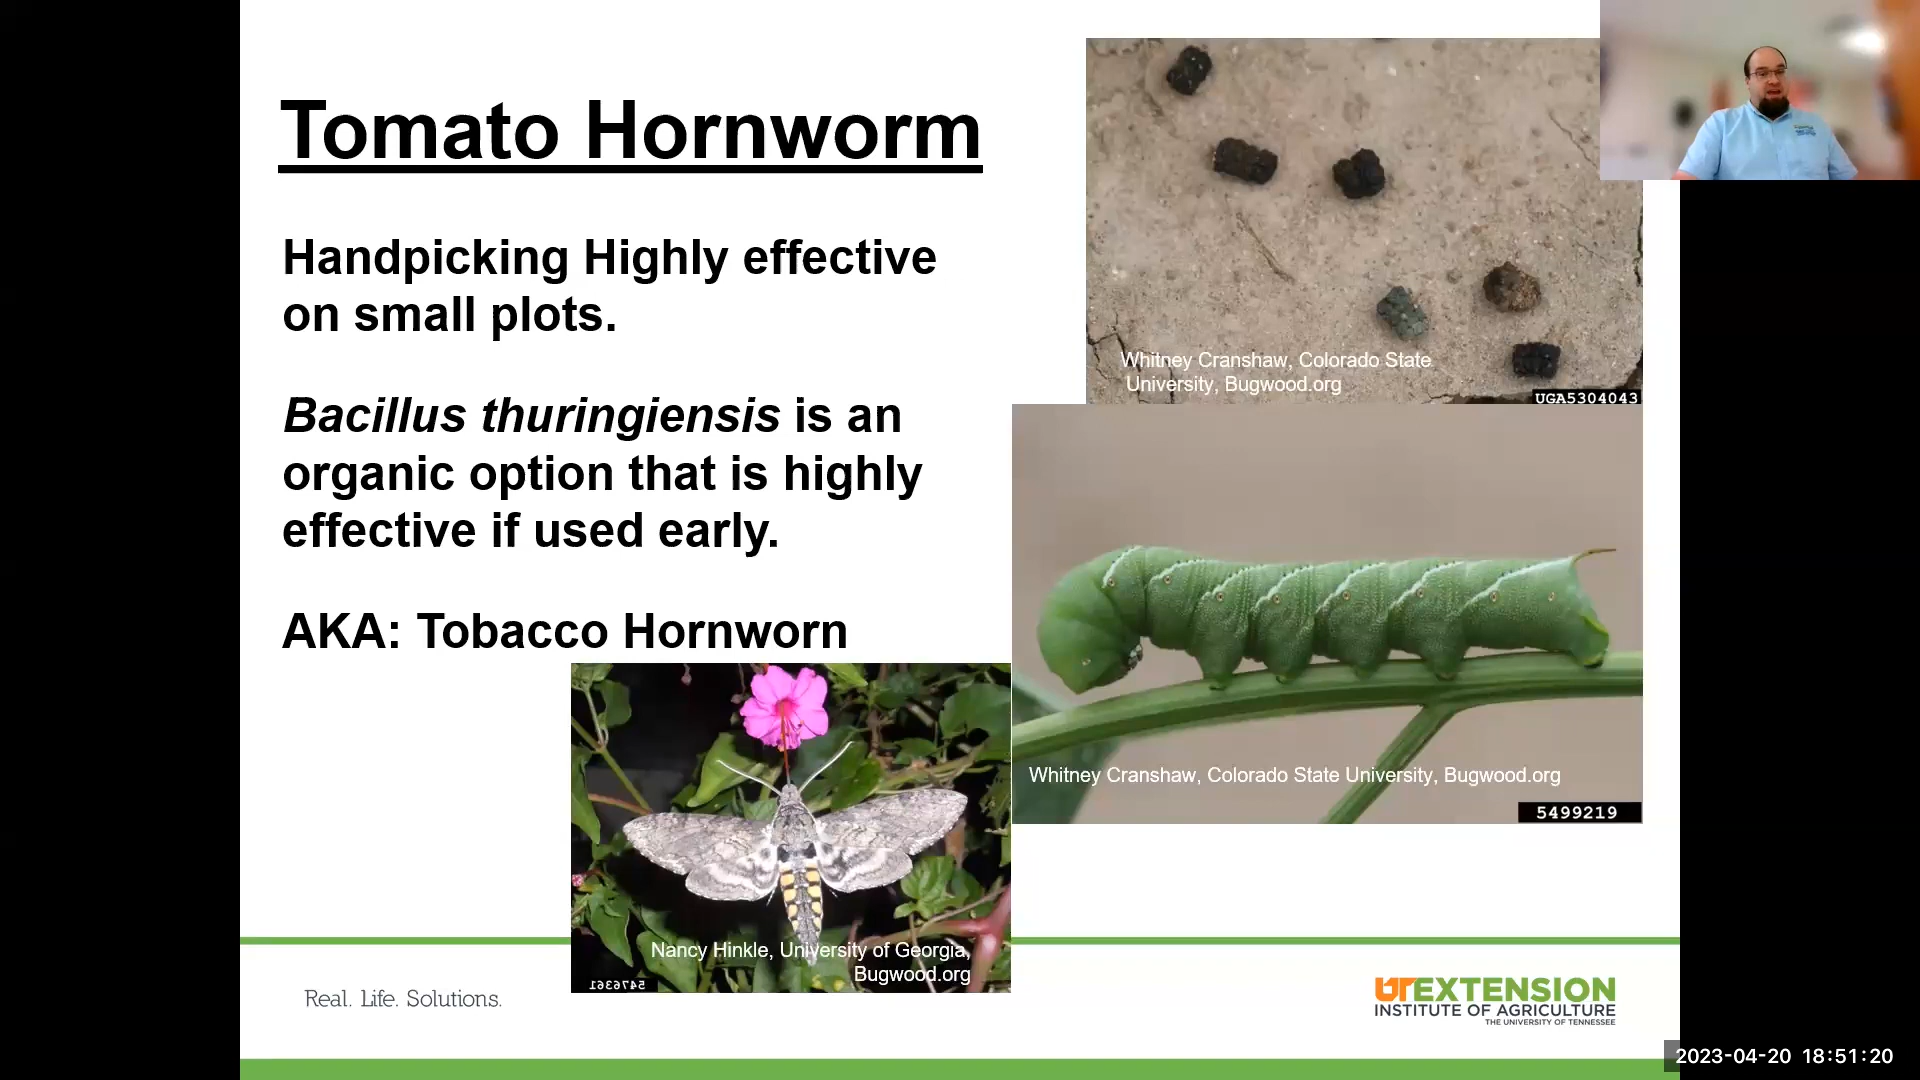 Tomato Hornworm
Handpicking Highly effective
on small plots.
Bacillus thuringiensis is an
organic option that is highly
effective if used early.
AKA: Tobacco Hornworn
Whitney Cranshaw, Colorado State
University, Bugwood.org
UGA5304043
Whitney Cranshaw, Colorado State University, Bugwood.org
5499219
Nancy Hinkle, University of Georgia,
Bugwood.org
5476361
Real. Life. Solutions.
UTEXTENSION
INSTITUTE OF AGRICULTURE
THE UNIVERSITY OF TENNESSEE
2023-04-20 18:51:20